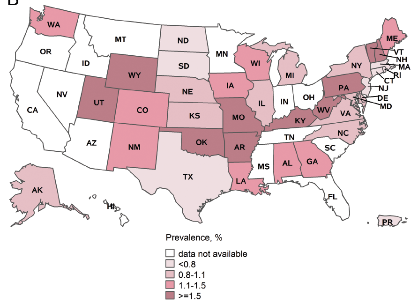 B
WA
MT
ND
MN
ME
OR
ID
SD
WI
MI
NY
VT
NH
MA
RI
CT
NJ
DE
MD
WY
NE
IA
IL
IN
OH
PA
NV
UT
CO
KS
MO
KY
WV
VA
CA
AZ
NM
OK
AR
TN
NC
SC
TX
LA
MS
AL
GA
FL
AK
HI
PR
Prevalence, %
data not available
<0.8
0.8-1.1
1.1-1.5
>=1.5